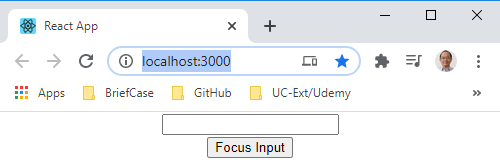 React App
localhost:3000
Apps BriefCase GitHub UC-Ext/Udemy »
Focus Input